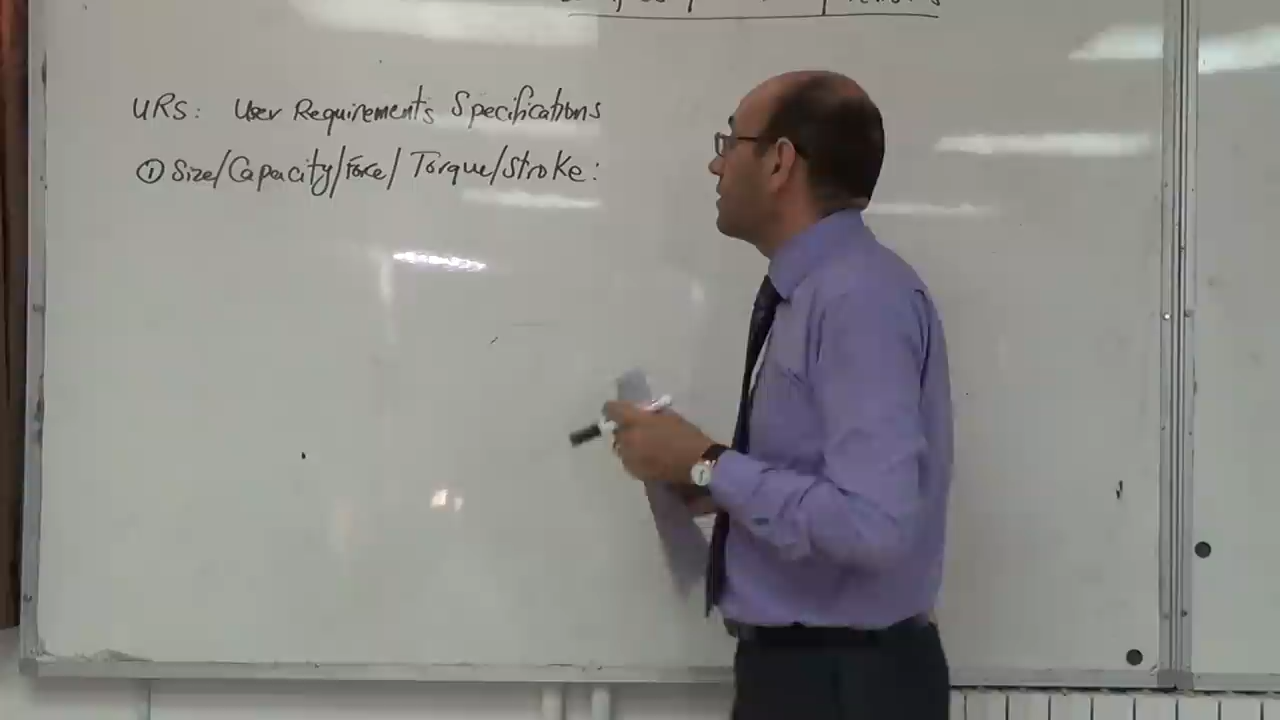 URS: User Requirements Specifications
① Size/Capacity/Force/Torque/Stroke: